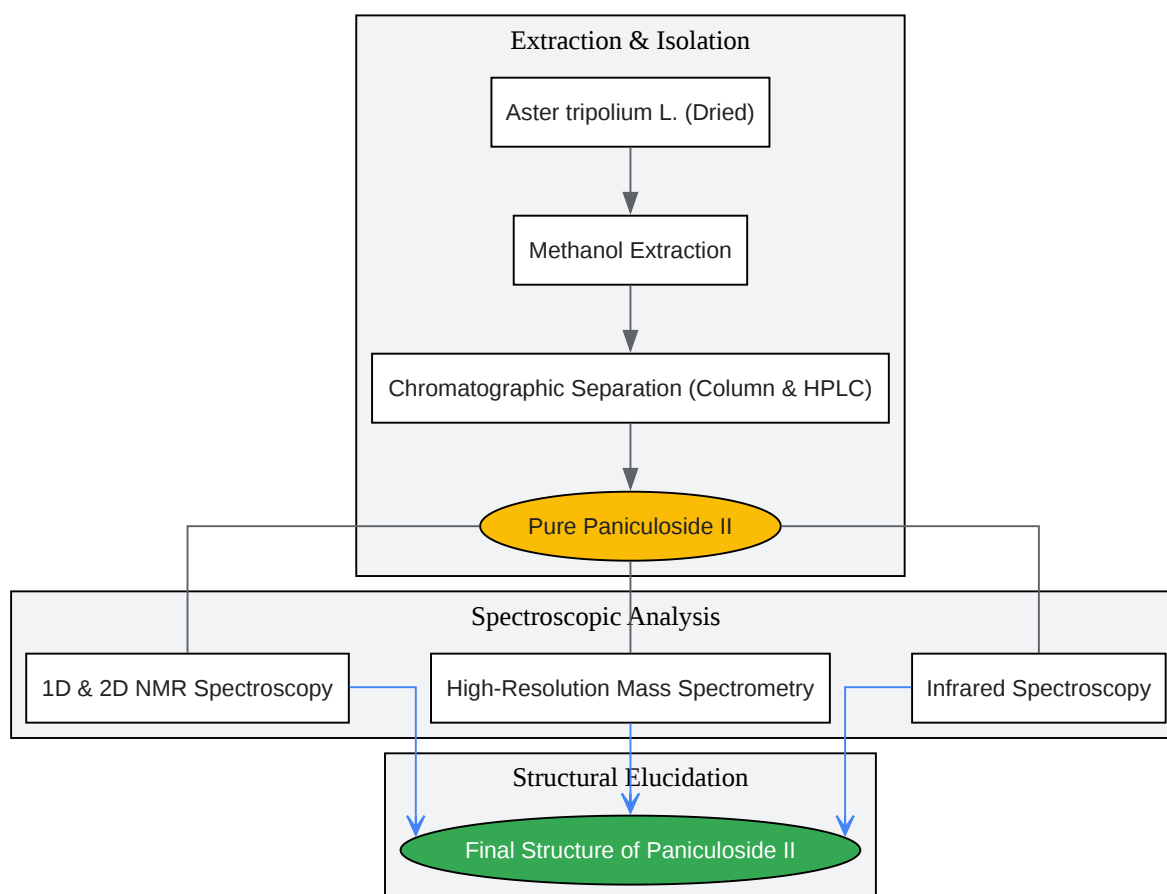 Extraction & Isolation
Aster tripolium L. (Dried)
Methanol Extraction
Chromatographic Separation (Column & HPLC)
Pure Paniculoside II
Spectroscopic Analysis
1D & 2D NMR Spectroscopy
High-Resolution Mass Spectrometry
Infrared Spectroscopy
Structural Elucidation
Final Structure of Paniculoside II